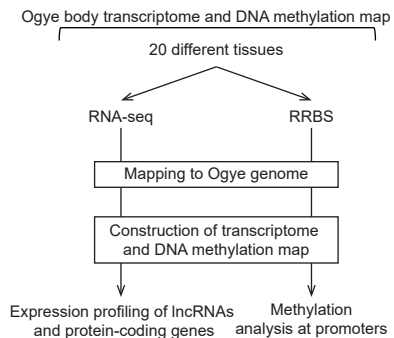 Ogye body transcriptome and DNA methylation map
20 different tissues
RNA-seq
RRBS
Mapping to Ogye genome
Construction of transcriptome
and DNA methylation map
Expression profiling of lncRNAs
and protein-coding genes
Methylation
analysis at promoters